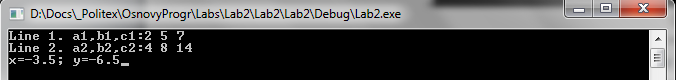 D:\Docs\_Politex\OsnovyProgr\Labs\Lab2\Lab2\Lab2\Debug\Lab2.exe
Line 1. a1,b1,c1:2 5 7
Line 2. a2,b2,c2:4 8 14
x=-3.5; y=-6.5